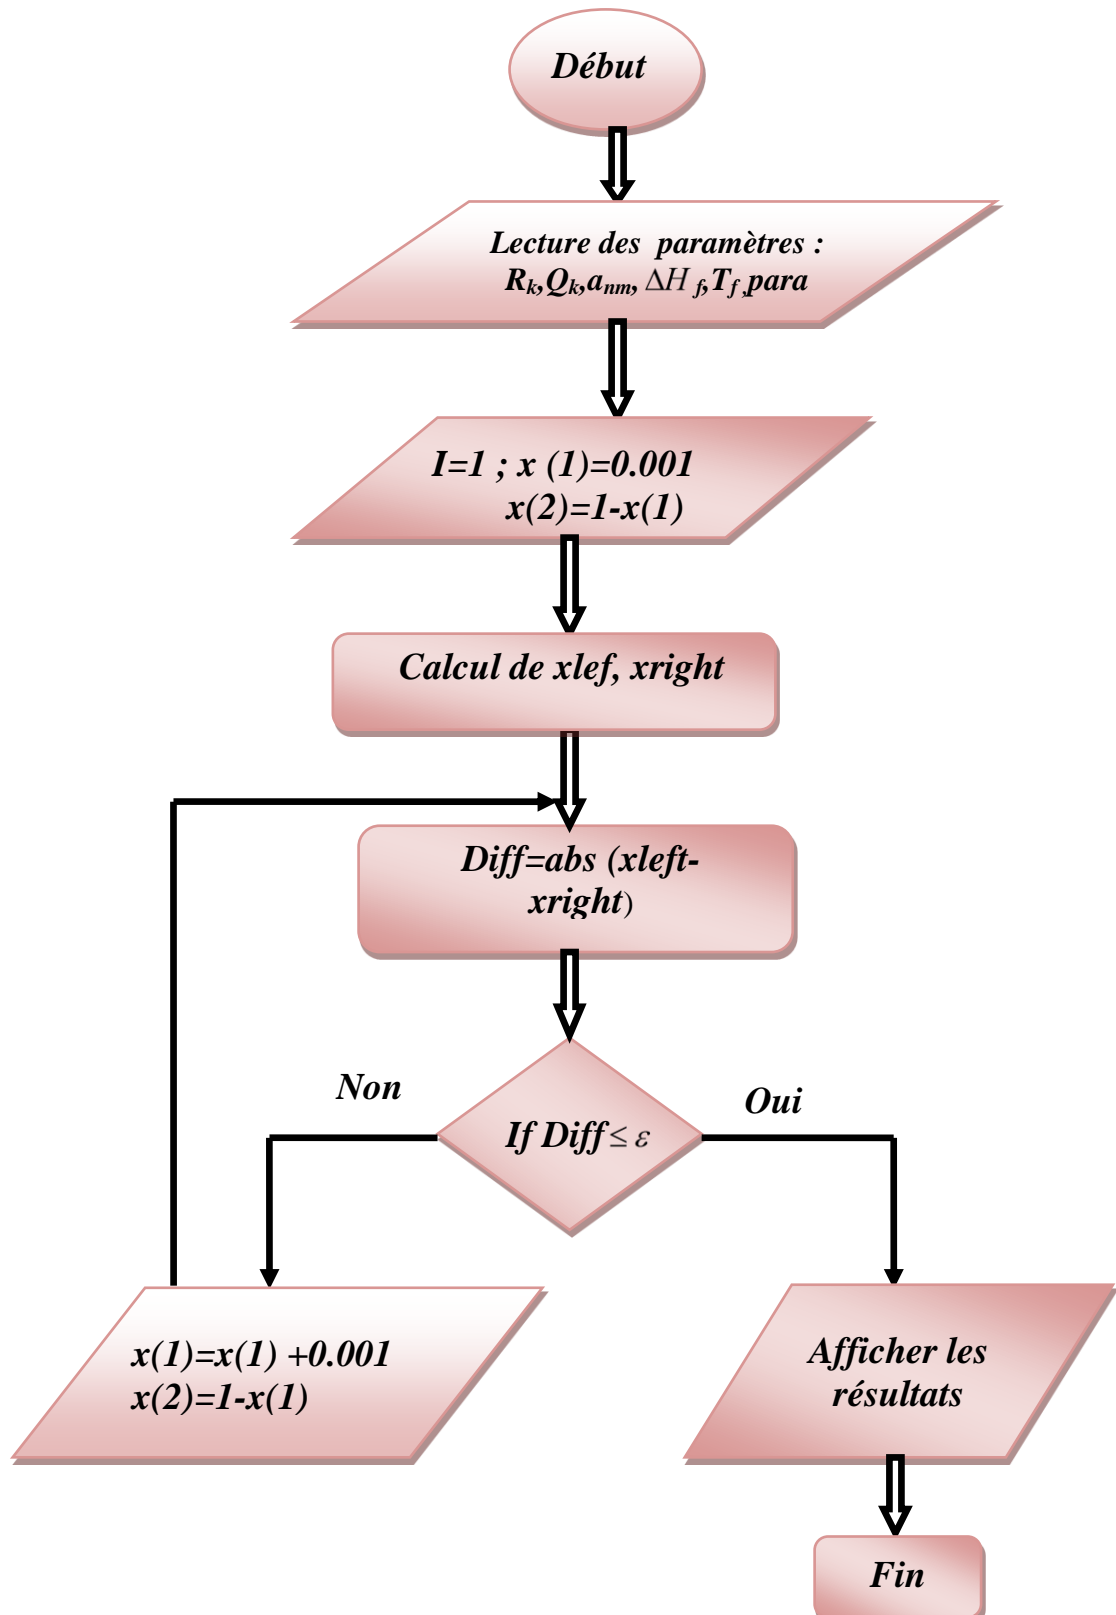 Début
Lecture des paramètres :
Rk,Qk,anm, ΔH f,Tf,para
I=1 ; x (1)=0.001
x(2)=1-x(1)
Calcul de xlef, xright
Diff=abs (xleft-
xright)
Non
Oui
If Diff ≤ ε
x(1)=x(1) +0.001
x(2)=1-x(1)
Afficher les
résultats
Fin